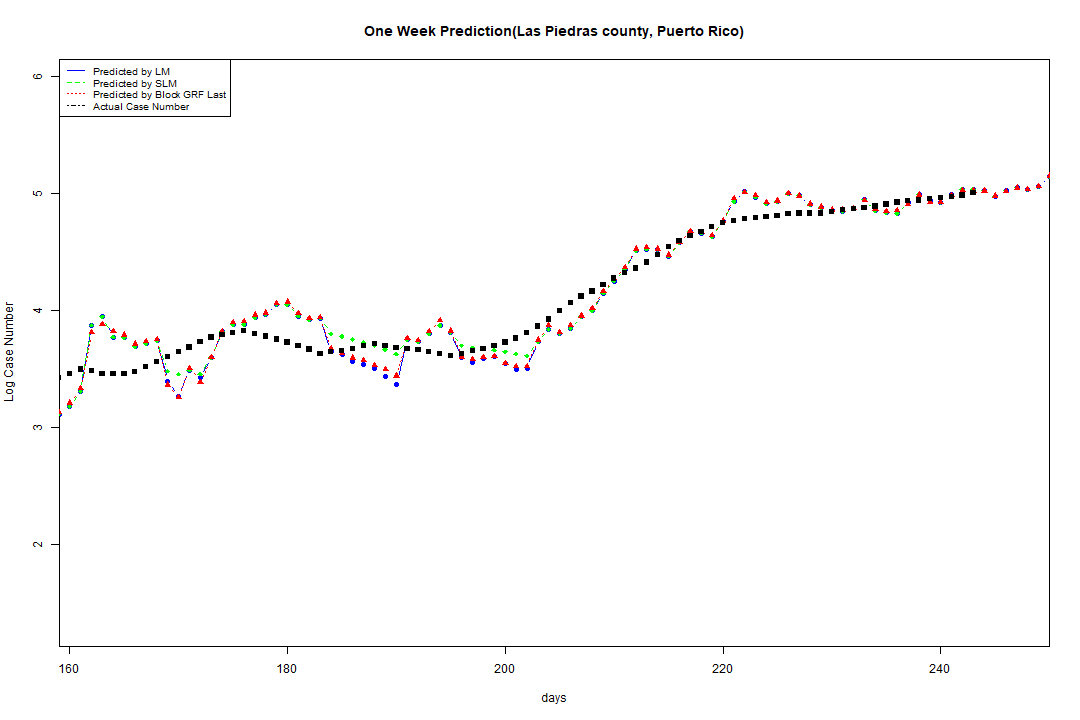 One Week Prediction(Las Piedras county, Puerto Rico)
Predicted by LM
Predicted by SLM
Predicted by Block GRF Last
Actual Case Number
6
5
4
3
2
Log Case Number
160 180 200 220 240
days